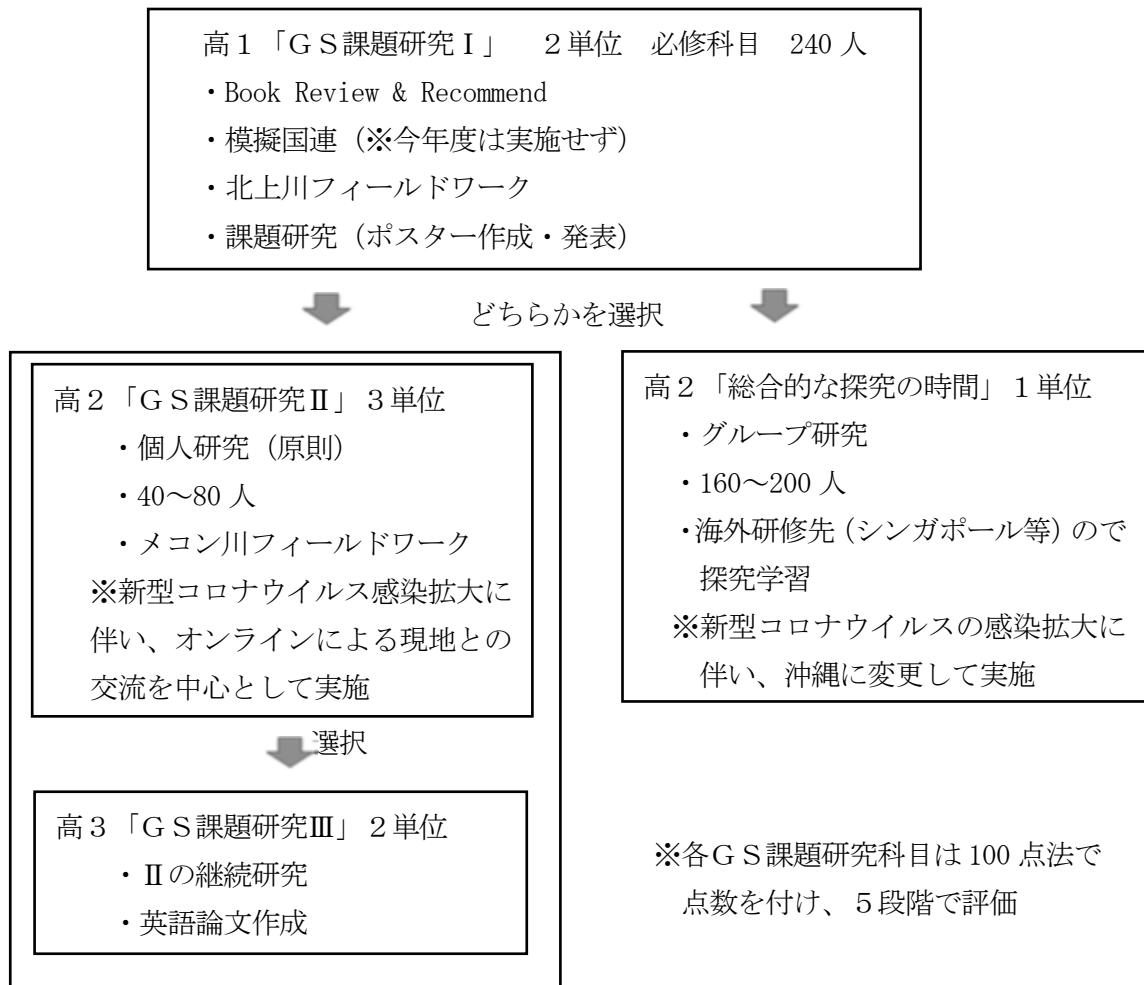 高１「ＧＳ課題研究Ⅰ」　２単位　必修科目　240 人
・Book Review & Recommend
・模擬国連（※今年度は実施せず）
・北上川フィールドワーク
・課題研究（ポスター作成・発表）
どちらかを選択
高２「ＧＳ課題研究Ⅱ」３単位
・個人研究（原則）
・40～80 人
・メコン川フィールドワーク
※新型コロナウイルス感染拡大に
伴い、オンラインによる現地との
交流を中心として実施
選択
高３「ＧＳ課題研究Ⅲ」２単位
・Ⅱの継続研究
・英語論文作成
高２「総合的な探究の時間」１単位
・グループ研究
・160～200 人
・海外研修先（シンガポール等）ので
探究学習
※新型コロナウイルスの感染拡大に
伴い、沖縄に変更して実施
※各ＧＳ課題研究科目は 100 点法で
点数を付け、５段階で評価